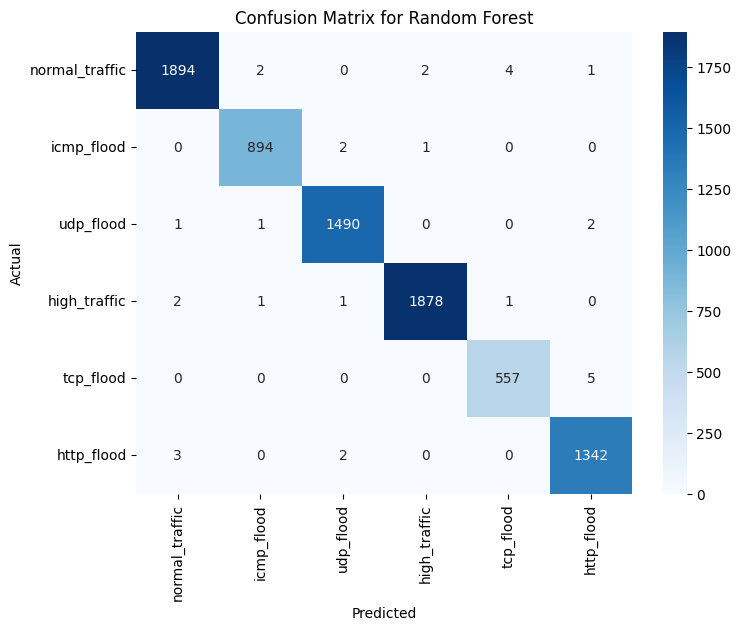 Confusion Matrix for Random Forest
normal_traffic 1894 2 0 2 4 1
icmp_flood 0 894 2 1 0 0
udp_flood 1 1 1490 0 0 2
high_traffic 2 1 1 1878 1 0
tcp_flood 0 0 0 0 557 5
http_flood 3 0 2 0 0 1342
Actual
normal_traffic
icmp_flood
udp_flood
high_traffic
tcp_flood
http_flood
Predicted
1750
1500
1250
1000
750
500
250
0